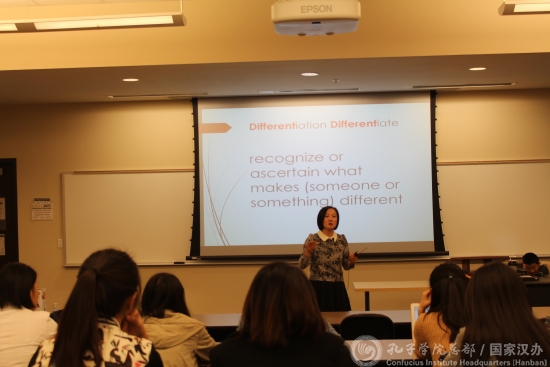 EPSON
Differentiation Differentiate
recognize or
ascertain what
makes (someone or
something) different
孔子学院总部 / 国家汉办
Confucius Institute Headquarters (Hanban)